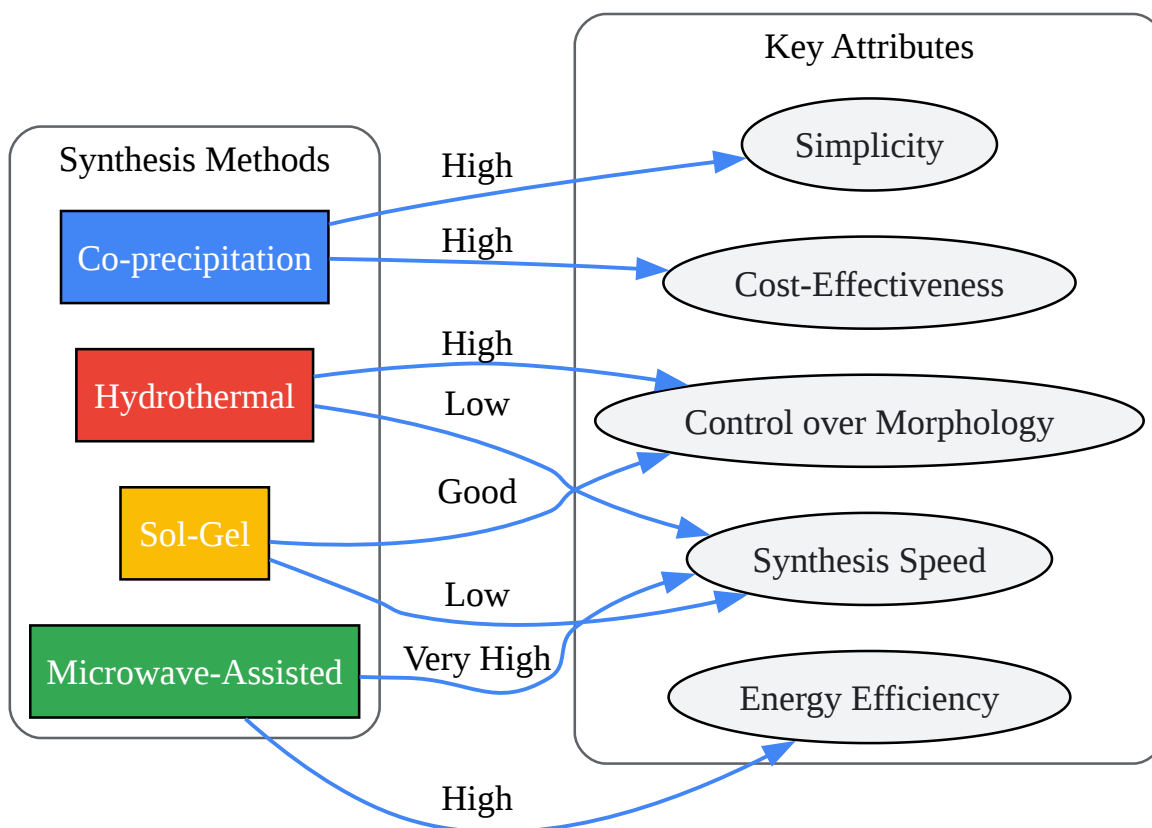 Key Attributes
Synthesis Methods
Simplicity
High
Co-precipitation
High
Cost-Effectiveness
High
Hydrothermal
Low
Control over Morphology
Good
Sol-Gel
Synthesis Speed
Low
Very High
Microwave-Assisted
Energy Efficiency
High